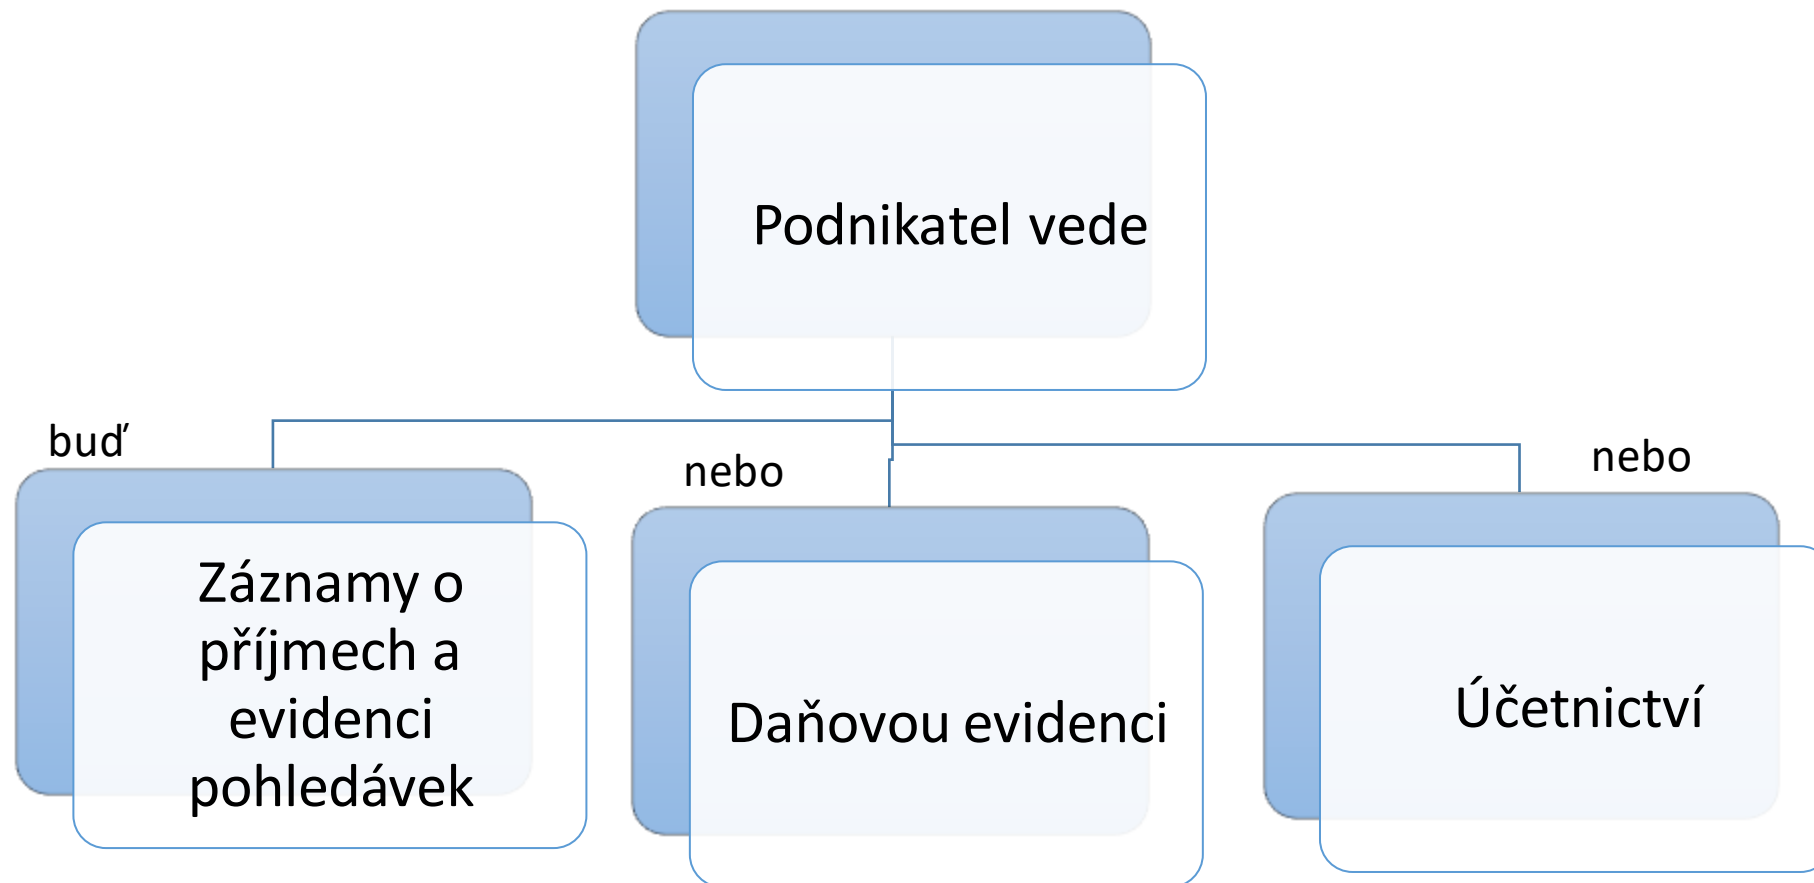 Podnikatel vede
buď
nebo
nebo
Záznamy o
příjmech a
evidenci
pohledávek
Daňovou evidenci
Účetnictví